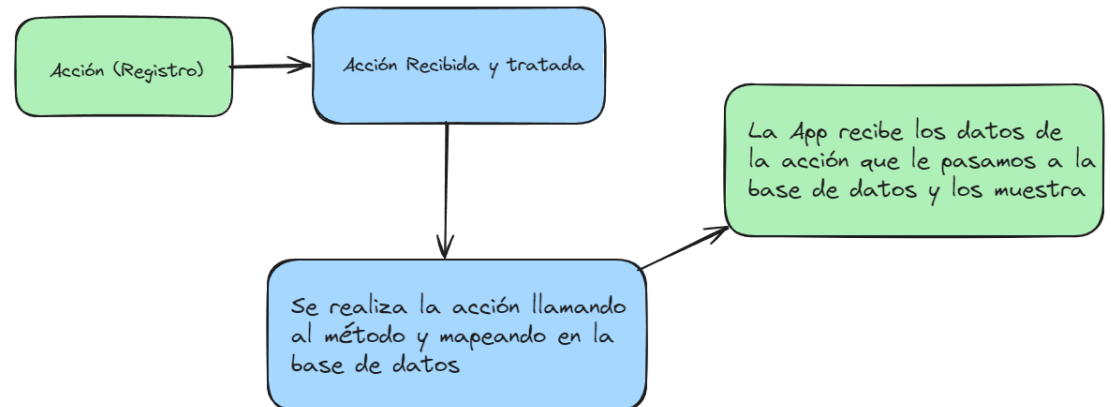 Acción (Registro)
Acción Recibida y tratada
La App recibe los datos de
la acción que le pasamos a la
base de datos y los muestra
Se realiza la acción llamando
al método y mapeando en la
base de datos